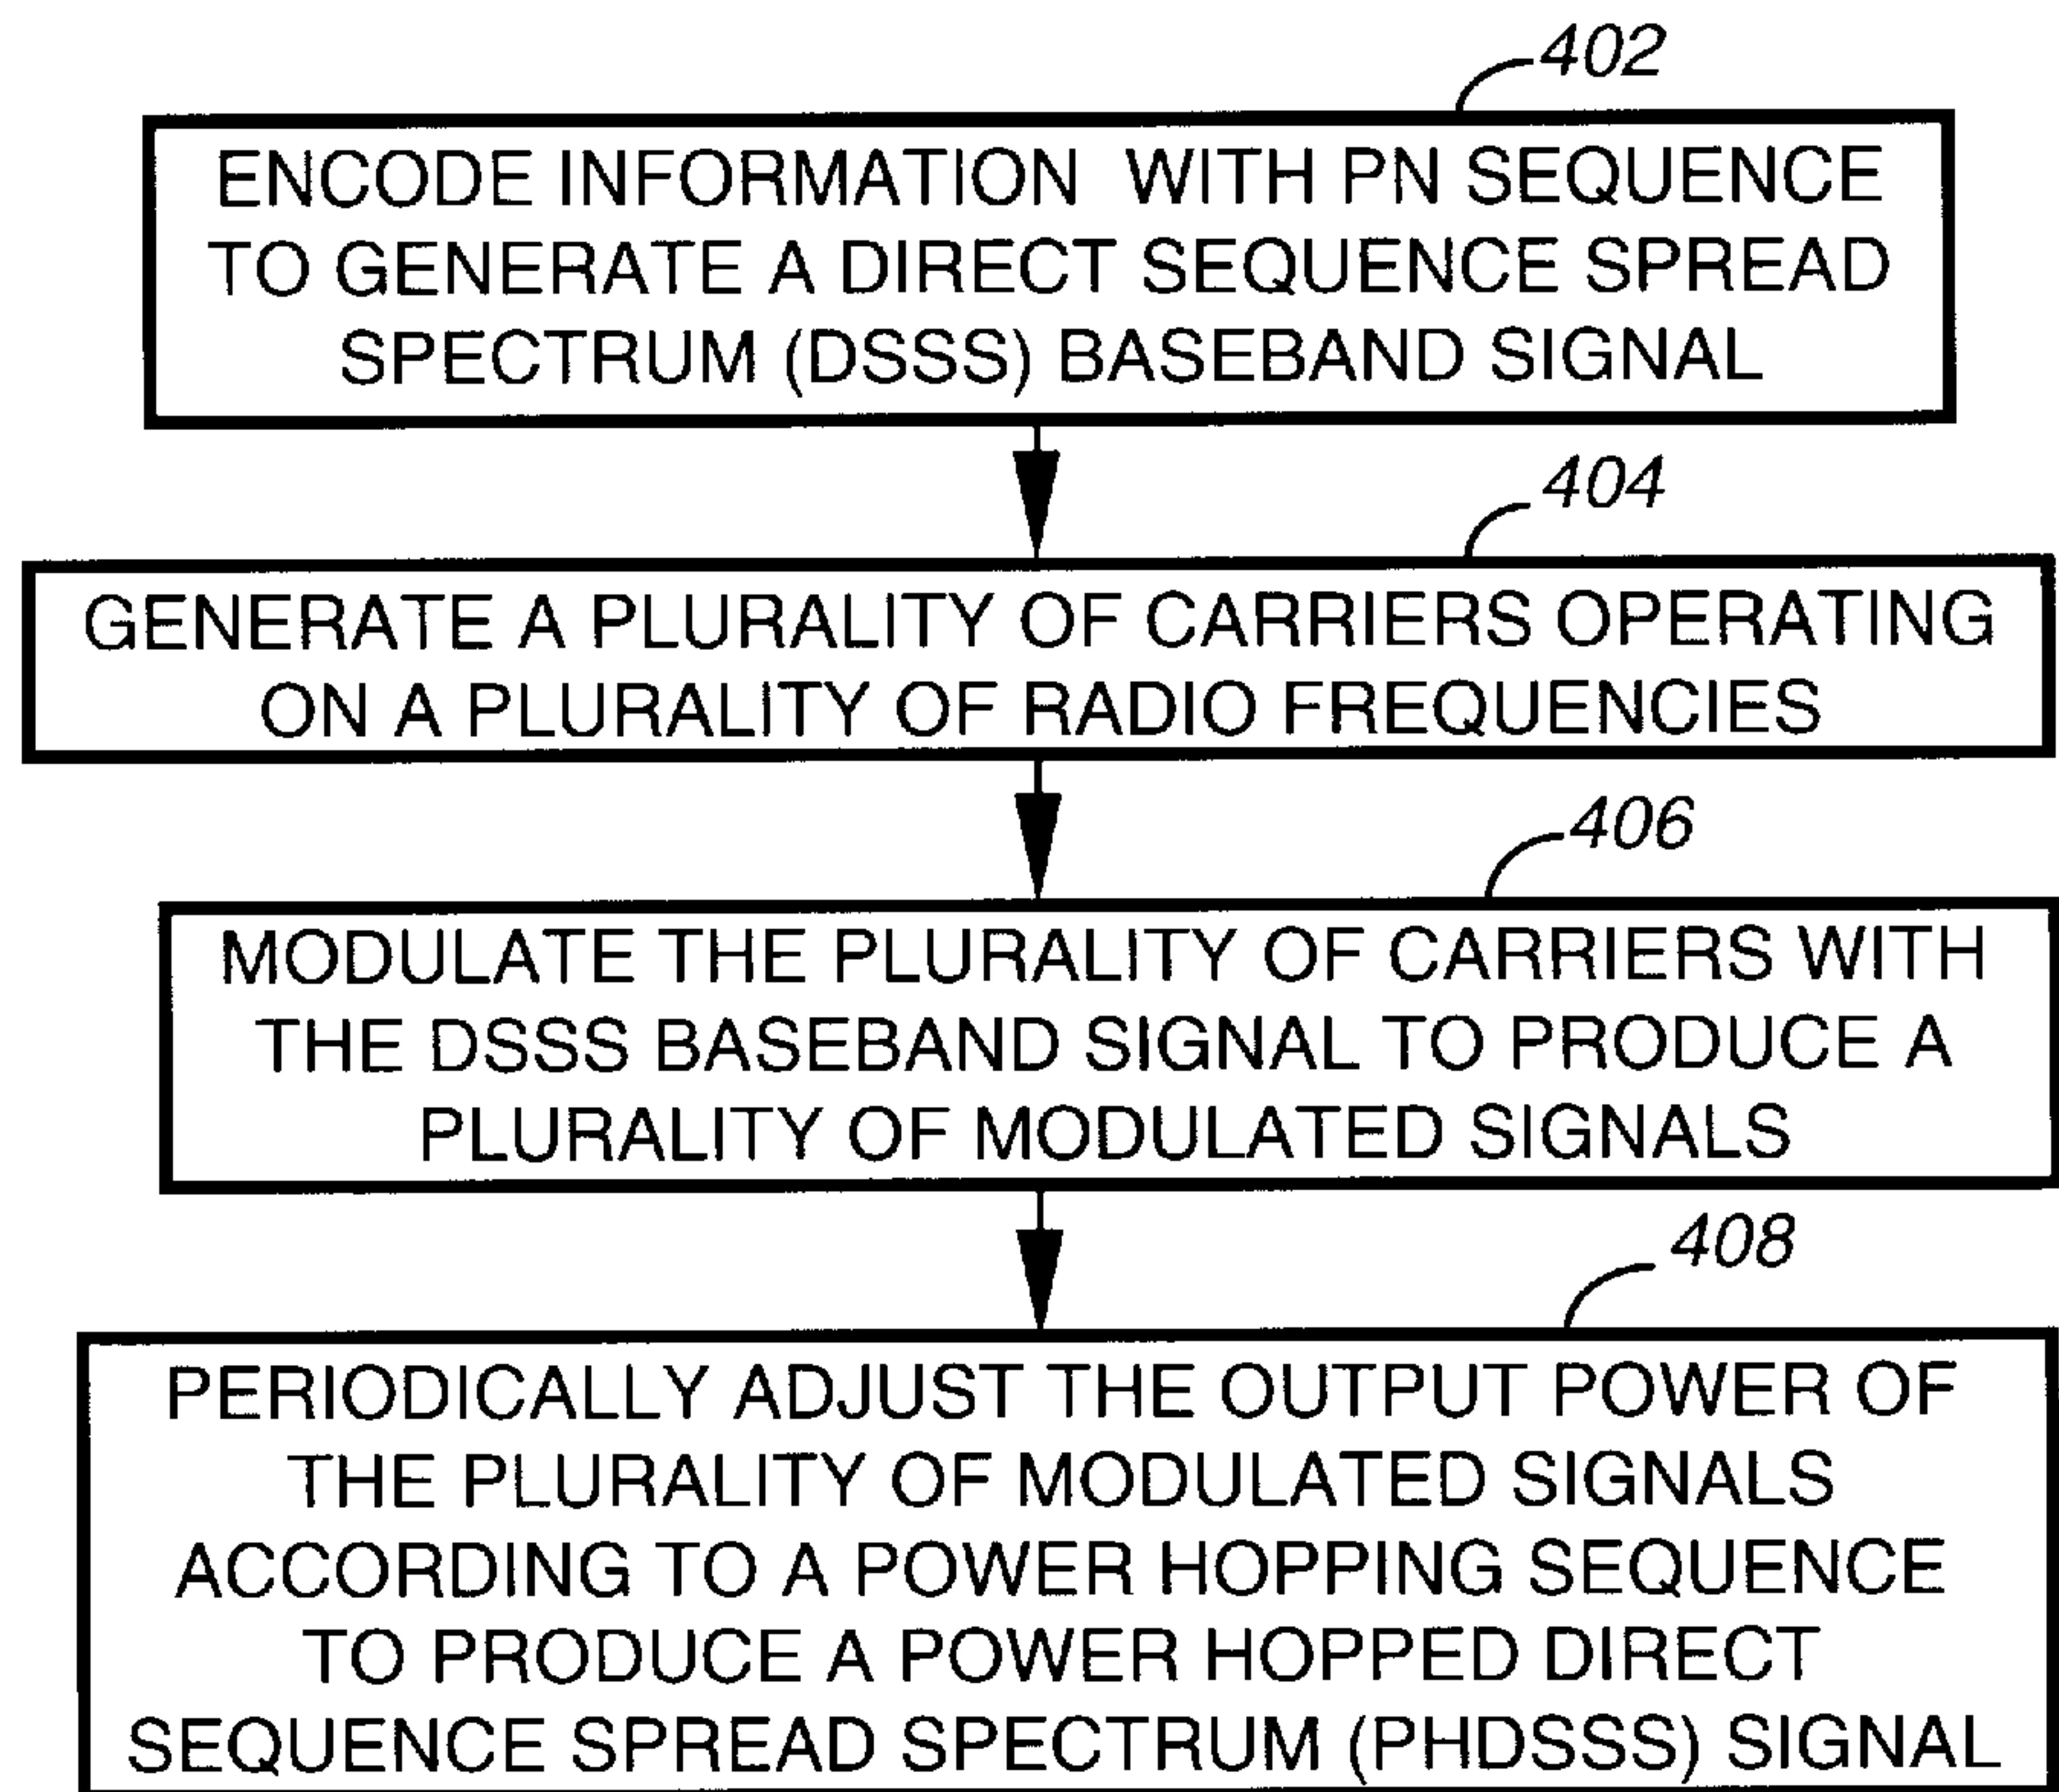 402
ENCODE INFORMATION WITH PN SEQUENCE
TO GENERATE A DIRECT SEQUENCE SPREAD
SPECTRUM (DSSS) BASEBAND SIGNAL
404
GENERATE A PLURALITY OF CARRIERS OPERATING
ON A PLURALITY OF RADIO FREQUENCIES
406
MODULATE THE PLURALITY OF CARRIERS WITH
THE DSSS BASEBAND SIGNAL TO PRODUCE A
PLURALITY OF MODULATED SIGNALS
408
PERIODICALLY ADJUST THE OUTPUT POWER OF
THE PLURALITY OF MODULATED SIGNALS
ACCORDING TO A POWER HOPPING SEQUENCE
TO PRODUCE A POWER HOPPED DIRECT
SEQUENCE SPREAD SPECTRUM (PHDSSS) SIGNAL